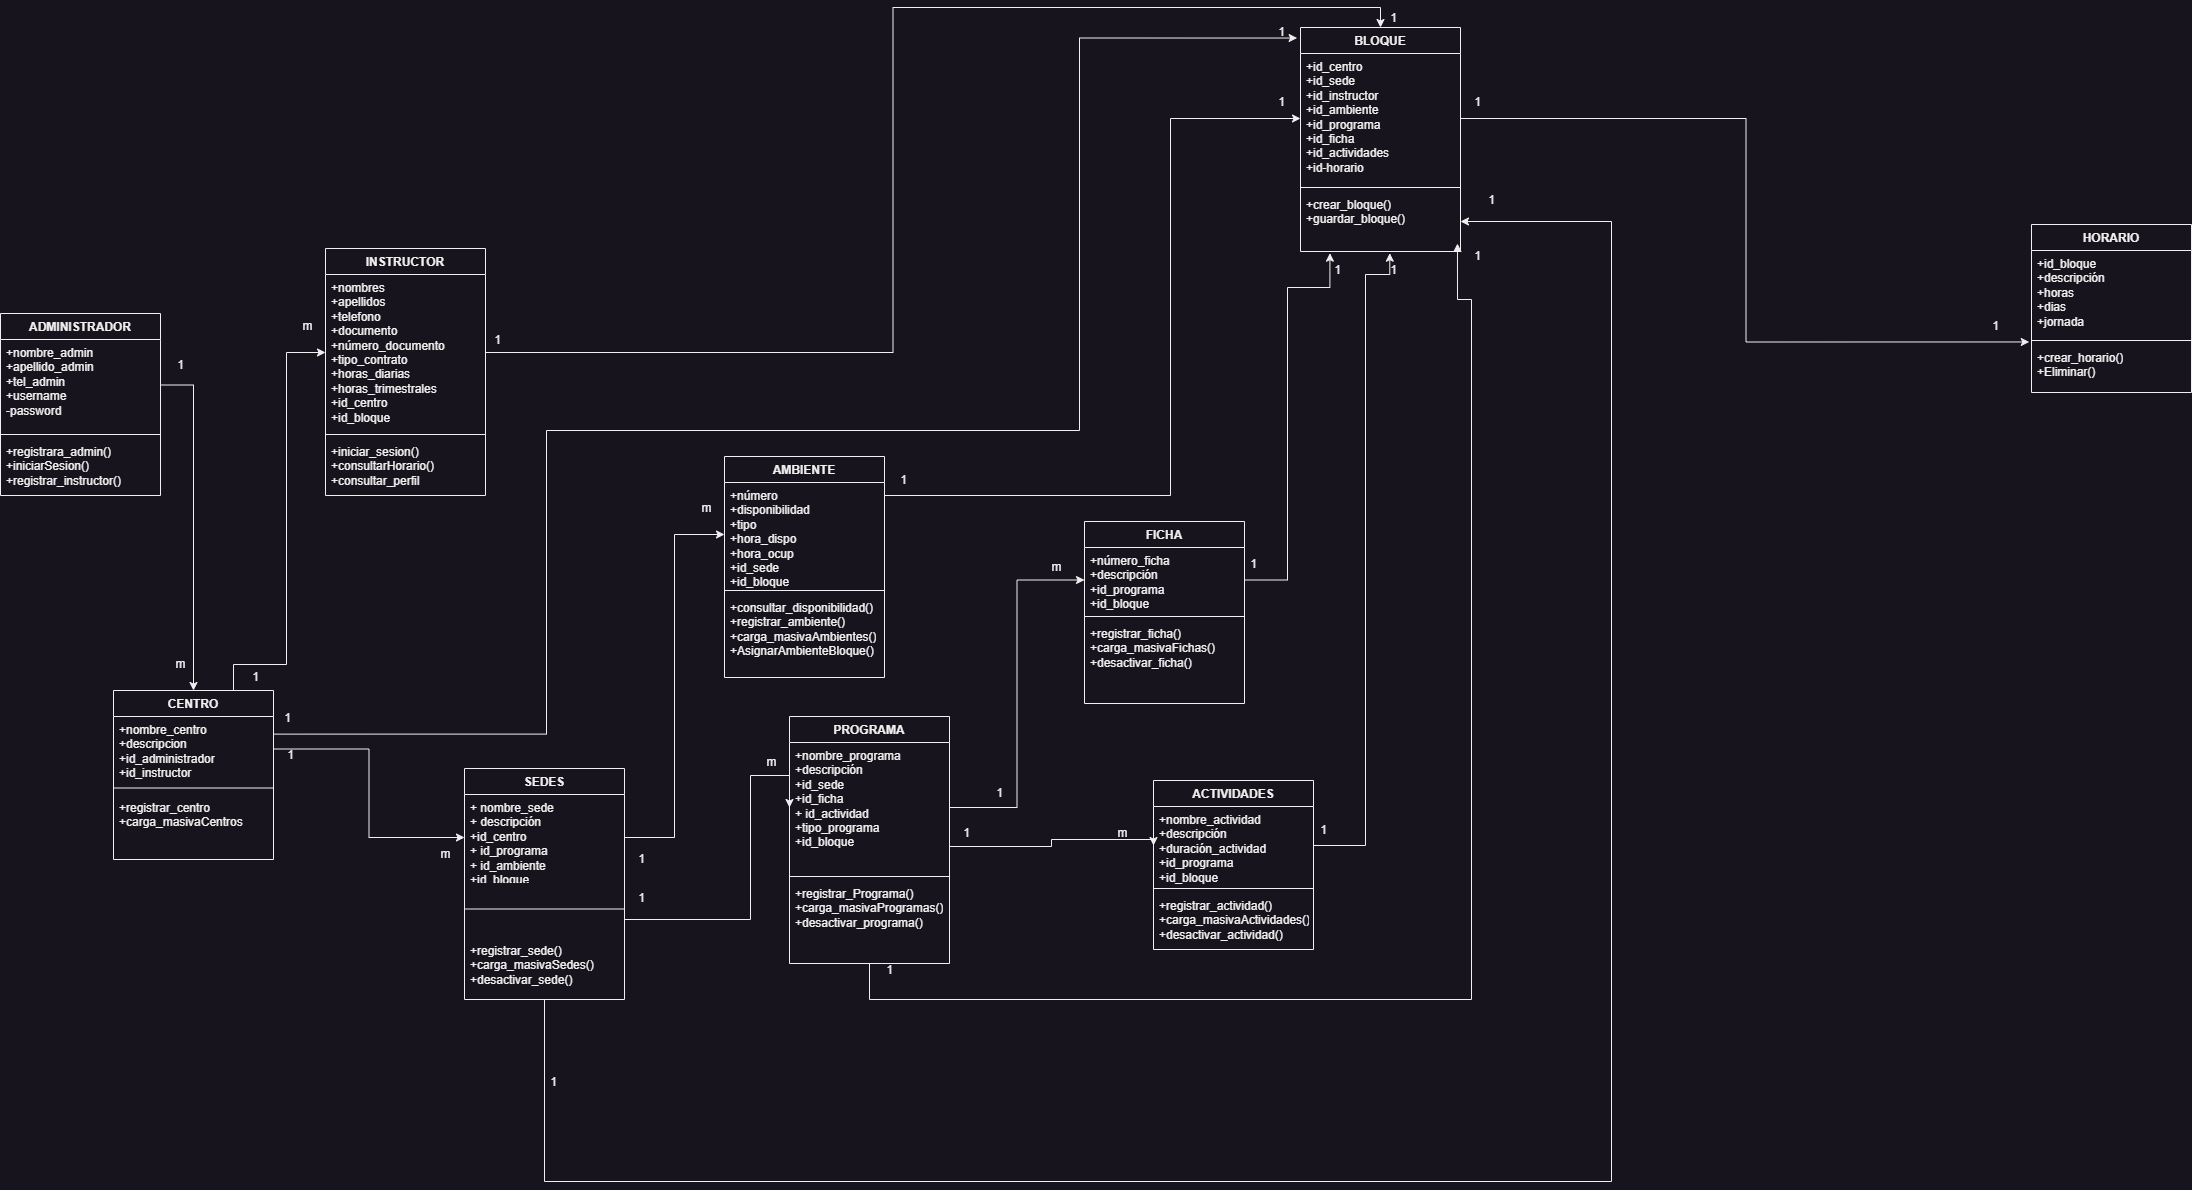 1
1
BLOQUE
+id_centro
+id_sede
+id_instructor
+id_ambiente
+id_programa
+id_ficha
+id_actividades
+id-horario
+crear_bloque()
+guardar_bloque()
1
1
1
1
1
1
HORARIO
+id_bloque
+descripción
+horas
+dias
+jornada
+crear_horario()
+Eliminar()
1
INSTRUCTOR
+nombres
+apellidos
+telefono
+documento
+número_documento
+tipo_contrato
+horas_diarias
+horas_trimestrales
+id_centro
+id_bloque
+iniciar_sesion()
+consultarHorario()
+consultar_perfil
m
1
ADMINISTRADOR
+nombre_admin
+apellido_admin
+tel_admin
+username
-password
+registrara_admin()
+iniciarSesion()
+registrar_instructor()
1
m
1
AMBIENTE
+número
+disponibilidad
+tipo
+hora_dispo
+hora_ocup
+id_sede
+id_bloque
+consultar_disponibilidad()
+registrar_ambiente()
+carga_masivaAmbientes()
+AsignarAmbienteBloque()
m
1
FICHA
+número_ficha
+descripción
+id_programa
+id_bloque
+registrar_ficha()
+carga_masivaFichas()
+desactivar_ficha()
m
1
CENTRO
+nombre_centro
+descripcion
+id_administrador
+id_instructor
+registrar_centro
+carga_masivaCentros
1
1
m
SEDES
+ nombre_sede
+ descripción
+id_centro
+ id_programa
+ id_ambiente
+id_bloque
+registrar_sede()
+carga_masivaSedes()
+desactivar_sede()
1
1
1
m
PROGRAMA
+nombre_programa
+descripción
+id_sede
+id_ficha
+ id_actividad
+tipo_programa
+id_bloque
+registrar_Programa()
+carga_masivaProgramas()
+desactivar_programa()
1
1
1
m
ACTIVIDADES
+nombre_actividad
+descripción
+duración_actividad
+id_programa
+id_bloque
+registrar_actividad()
+carga_masivaActividades()
+desactivar_actividad()
1